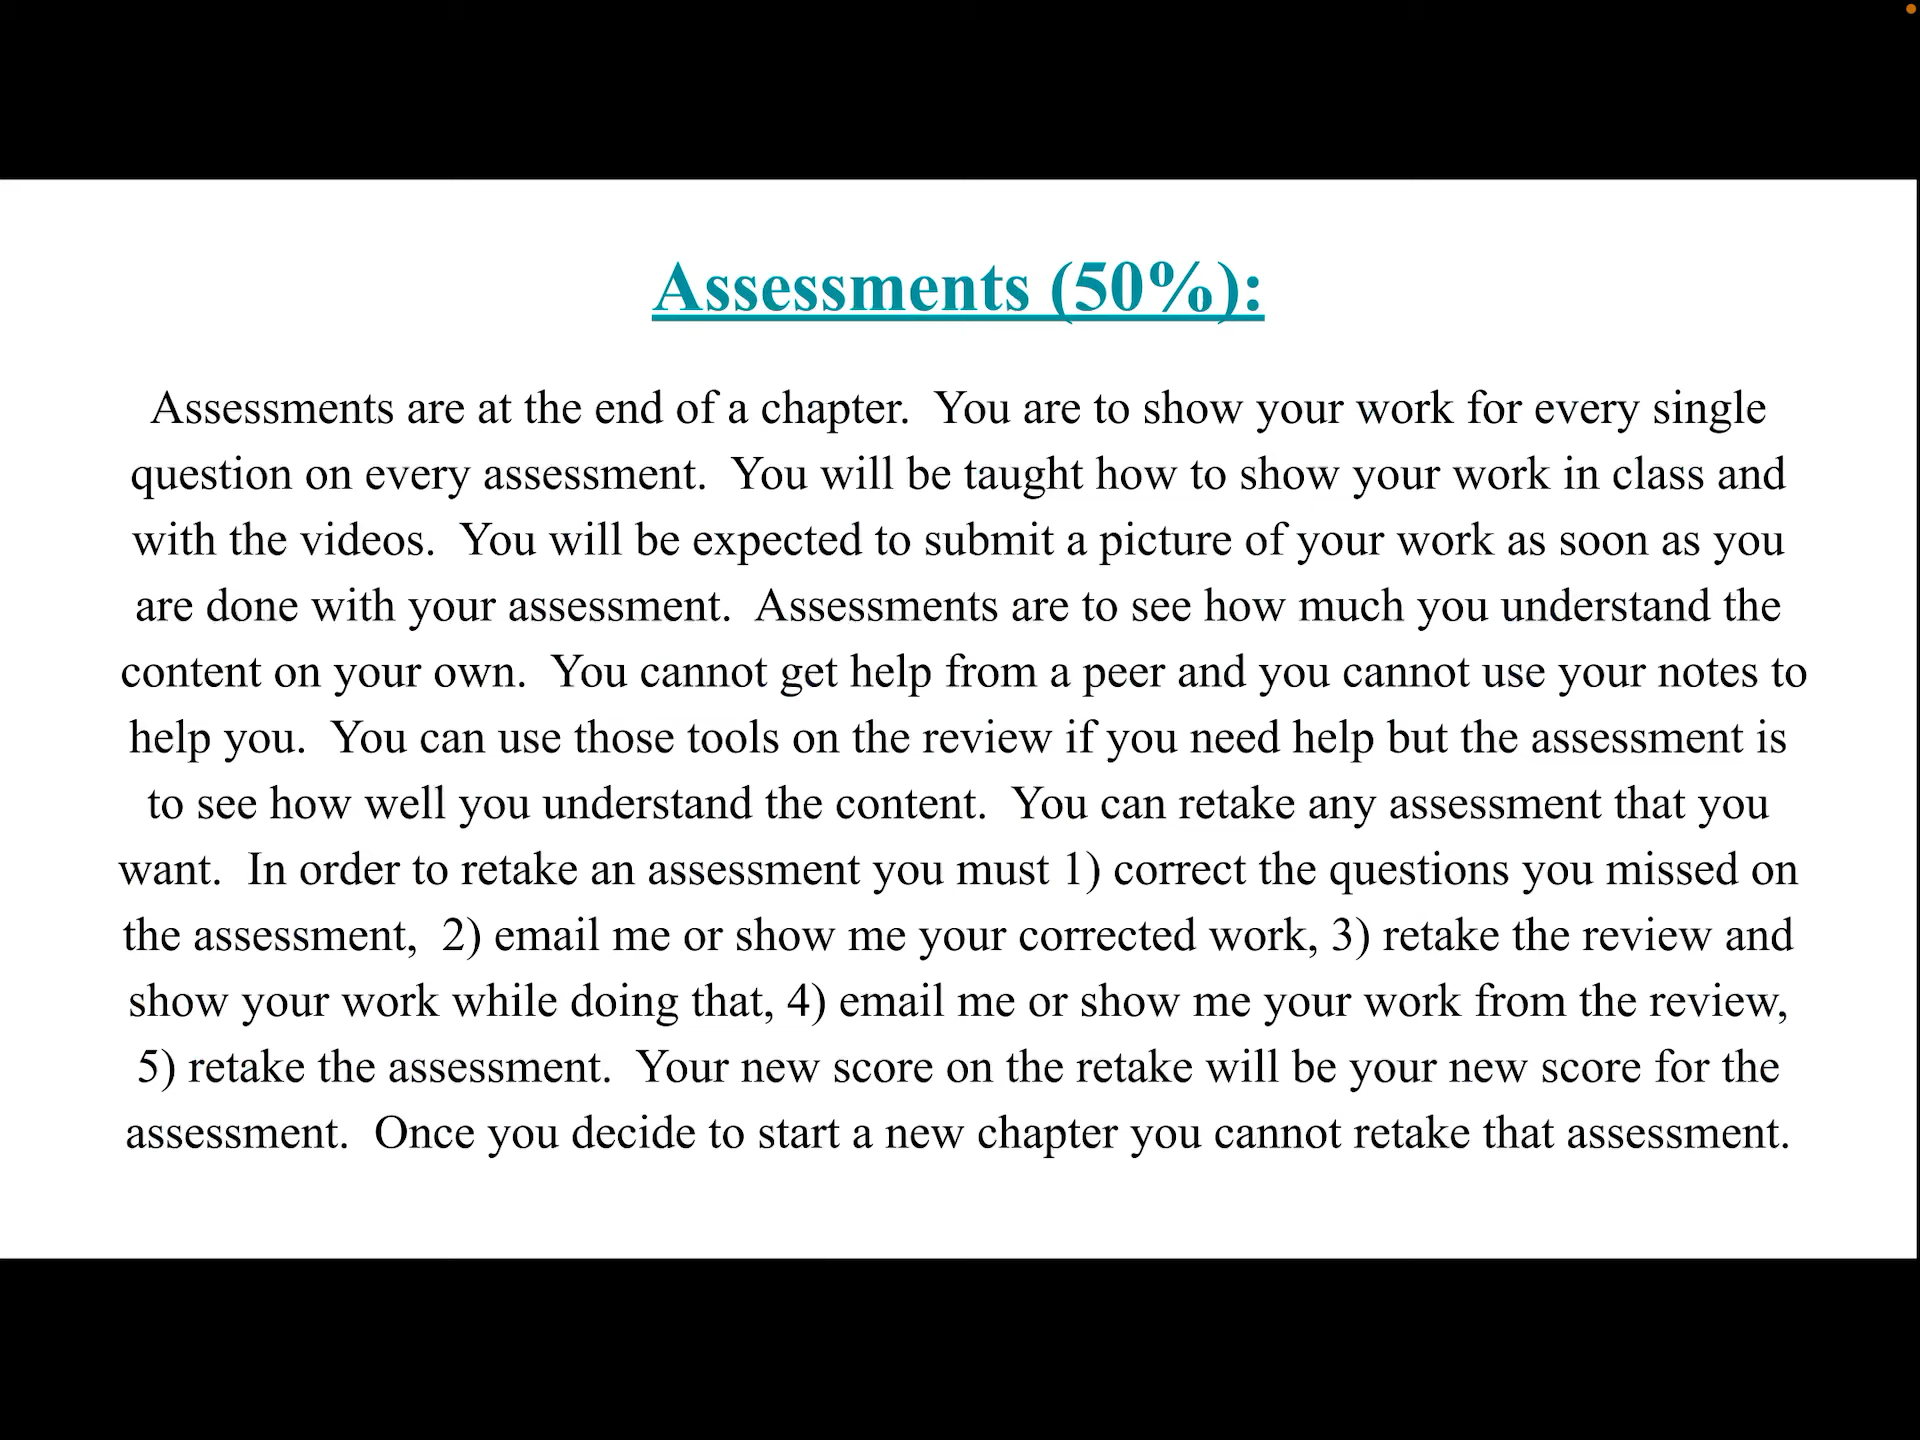 Assessments (50%):
Assessments are at the end of a chapter.  You are to show your work for every single
question on every assessment.  You will be taught how to show your work in class and
with the videos.  You will be expected to submit a picture of your work as soon as you
are done with your assessment.  Assessments are to see how much you understand the
content on your own.  You cannot get help from a peer and you cannot use your notes to
help you.  You can use those tools on the review if you need help but the assessment is
to see how well you understand the content.  You can retake any assessment that you
want.  In order to retake an assessment you must 1) correct the questions you missed on
the assessment,  2) email me or show me your corrected work, 3) retake the review and
show your work while doing that, 4) email me or show me your work from the review,
5) retake the assessment.  Your new score on the retake will be your new score for the
assessment.  Once you decide to start a new chapter you cannot retake that assessment.